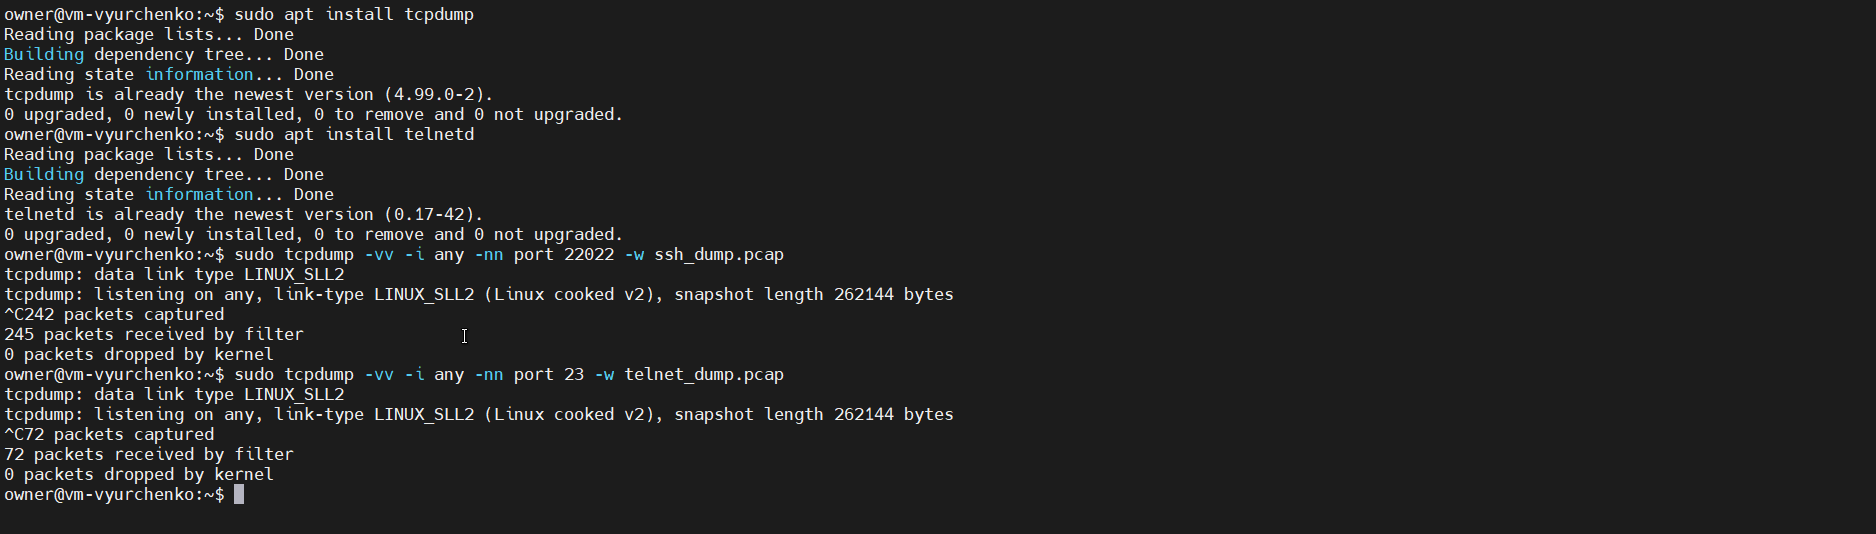 owner@vm-vyurchenko:~$ sudo apt install tcpdump
Reading package lists... Done
Building dependency tree... Done
Reading state information... Done
tcpdump is already the newest version (4.99.0-2).
0 upgraded, 0 newly installed, 0 to remove and 0 not upgraded.
owner@vm-vyurchenko:~$ sudo apt install telnetd
Reading package lists... Done
Building dependency tree... Done
Reading state information... Done
telnetd is already the newest version (0.17-42).
0 upgraded, 0 newly installed, 0 to remove and 0 not upgraded.
owner@vm-vyurchenko:~$ sudo tcpdump -vv -i any -nn port 22022 -w ssh_dump.pcap
tcpdump: data link type LINUX_SLL2
tcpdump: listening on any, link-type LINUX_SLL2 (Linux cooked v2), snapshot length 262144 bytes
^C242 packets captured
245 packets received by filter
0 packets dropped by kernel
owner@vm-vyurchenko:~$ sudo tcpdump -vv -i any -nn port 23 -w telnet_dump.pcap
tcpdump: data link type LINUX_SLL2
tcpdump: listening on any, link-type LINUX_SLL2 (Linux cooked v2), snapshot length 262144 bytes
^C72 packets captured
72 packets received by filter
0 packets dropped by kernel
owner@vm-vyurchenko:~$